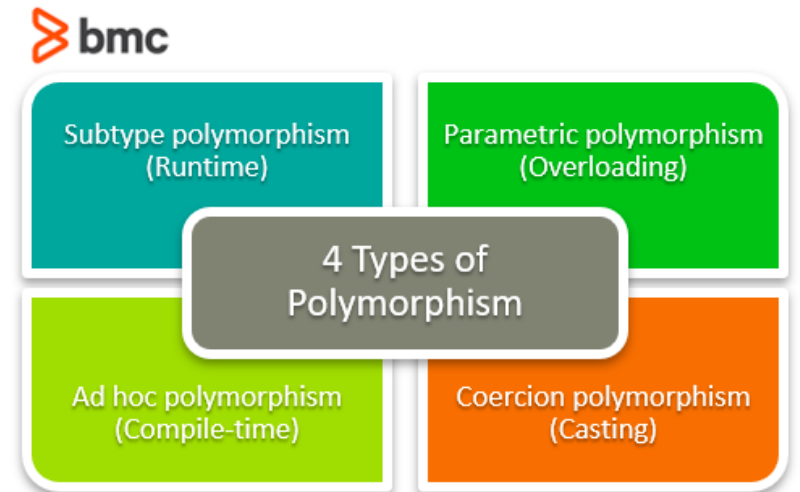 bmc
Subtype polymorphism
(Runtime)
Parametric polymorphism
(Overloading)
4 Types of
Polymorphism
Ad hoc polymorphism
(Compile-time)
Coercion polymorphism
(Casting)